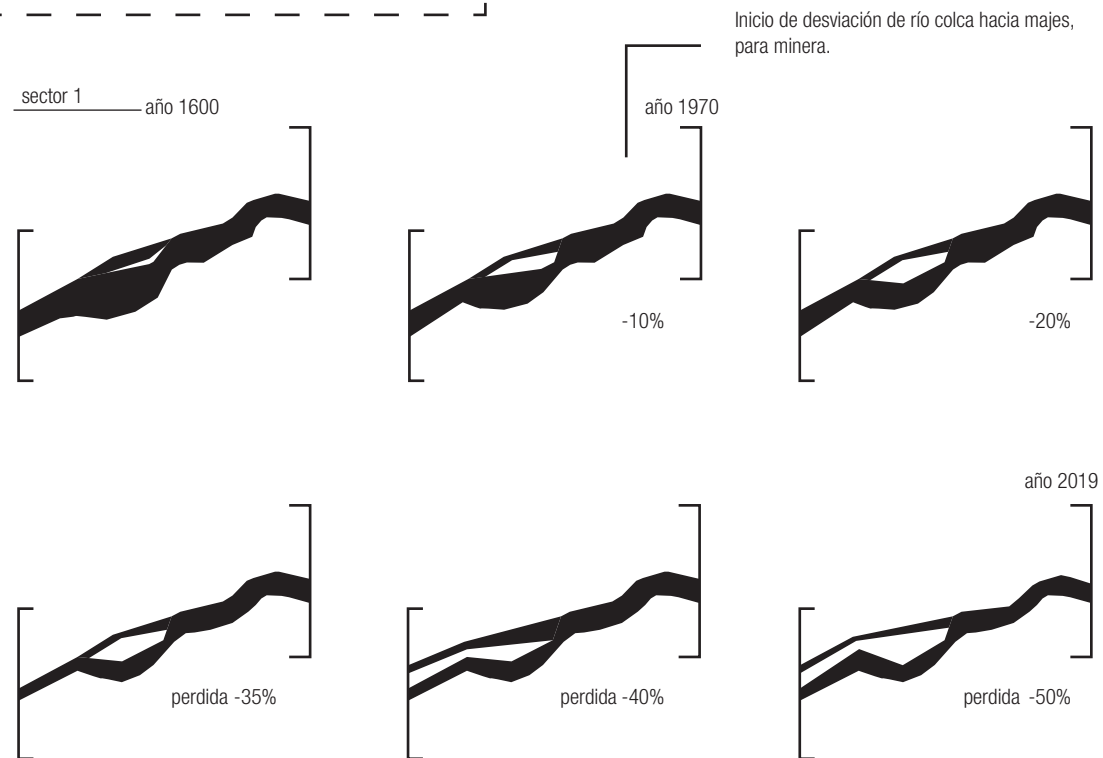 Inicio de desviación de río colca hacia majes,
para minera.
sector 1
año 1600
año 1970
-10%
-20%
año 2019
perdida -35%
perdida -40%
perdida -50%